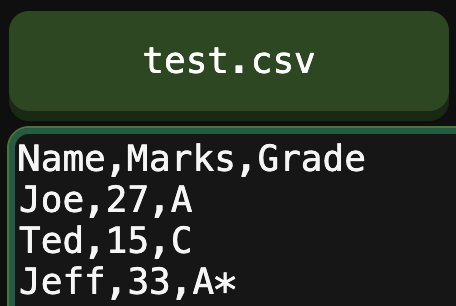 test.csv
Name,Marks,Grade
Joe,27,A
Ted,15,C
Jeff,33,A*